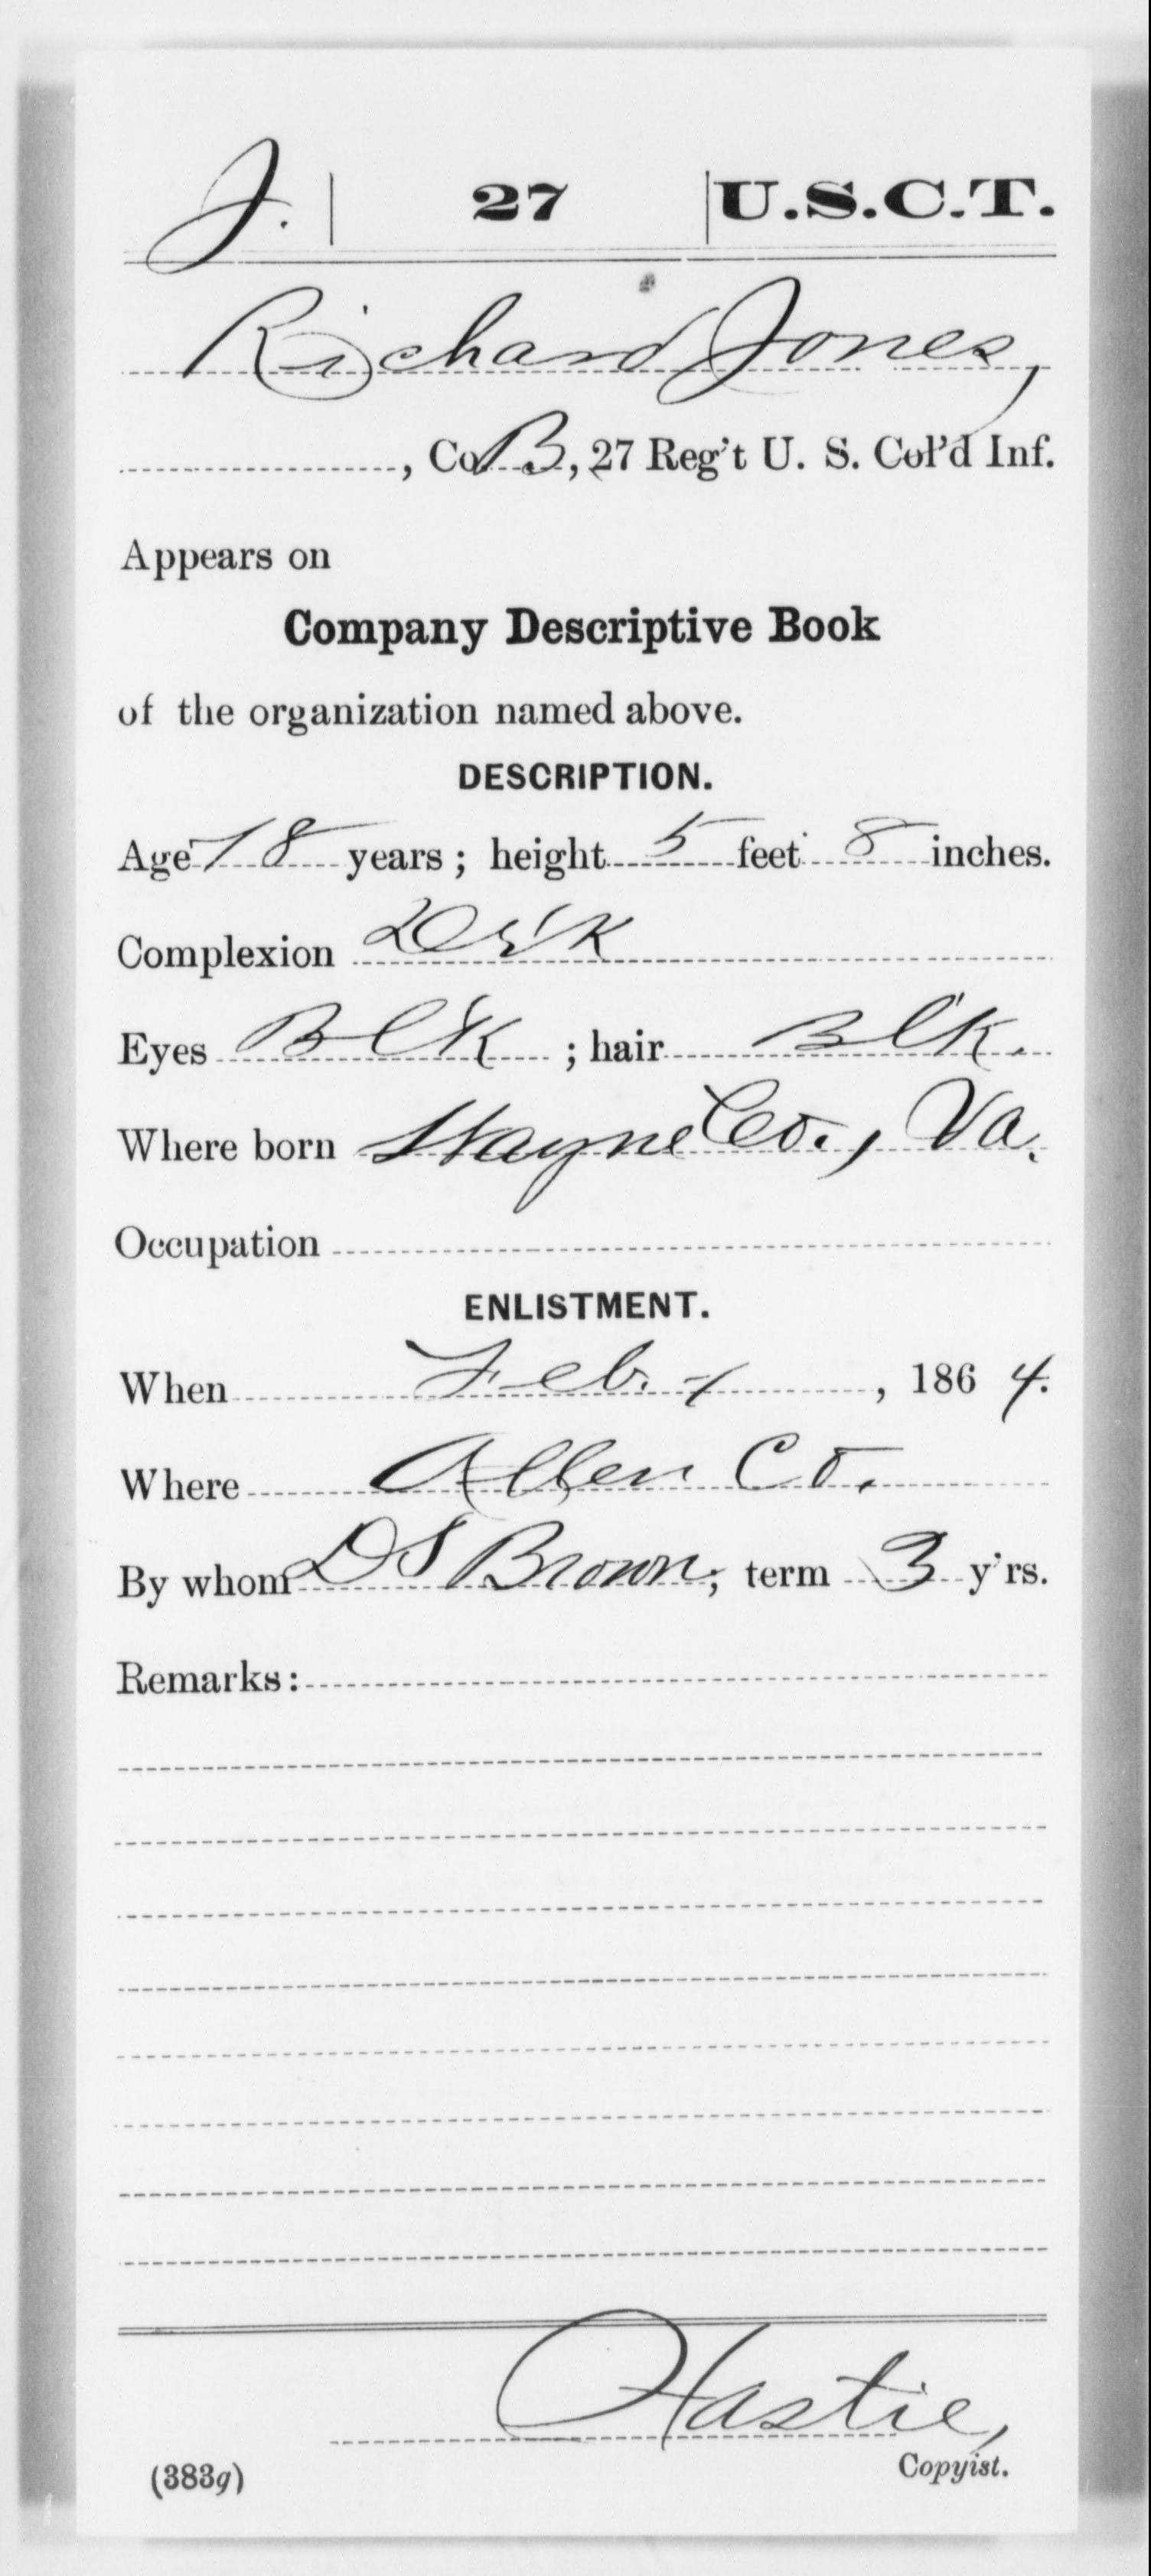 J. | 27 | U.S.C.T.
Richard Jones,
, Co. B, 27 Reg't U. S. Col'd Inf.
Appears on
Company Descriptive Book
of the organization named above.
DESCRIPTION.
Age 18 years; height 5 feet 8 inches.
Complexion Drk
Eyes Blk; hair Blk.
Where born Wayne Co., Va.
Occupation
ENLISTMENT.
When Feb. 1, 1864.
Where Allen Co.
By whom D S Brown; term 3 y'rs.
Remarks:
Hastie,
(383g) Copyist.